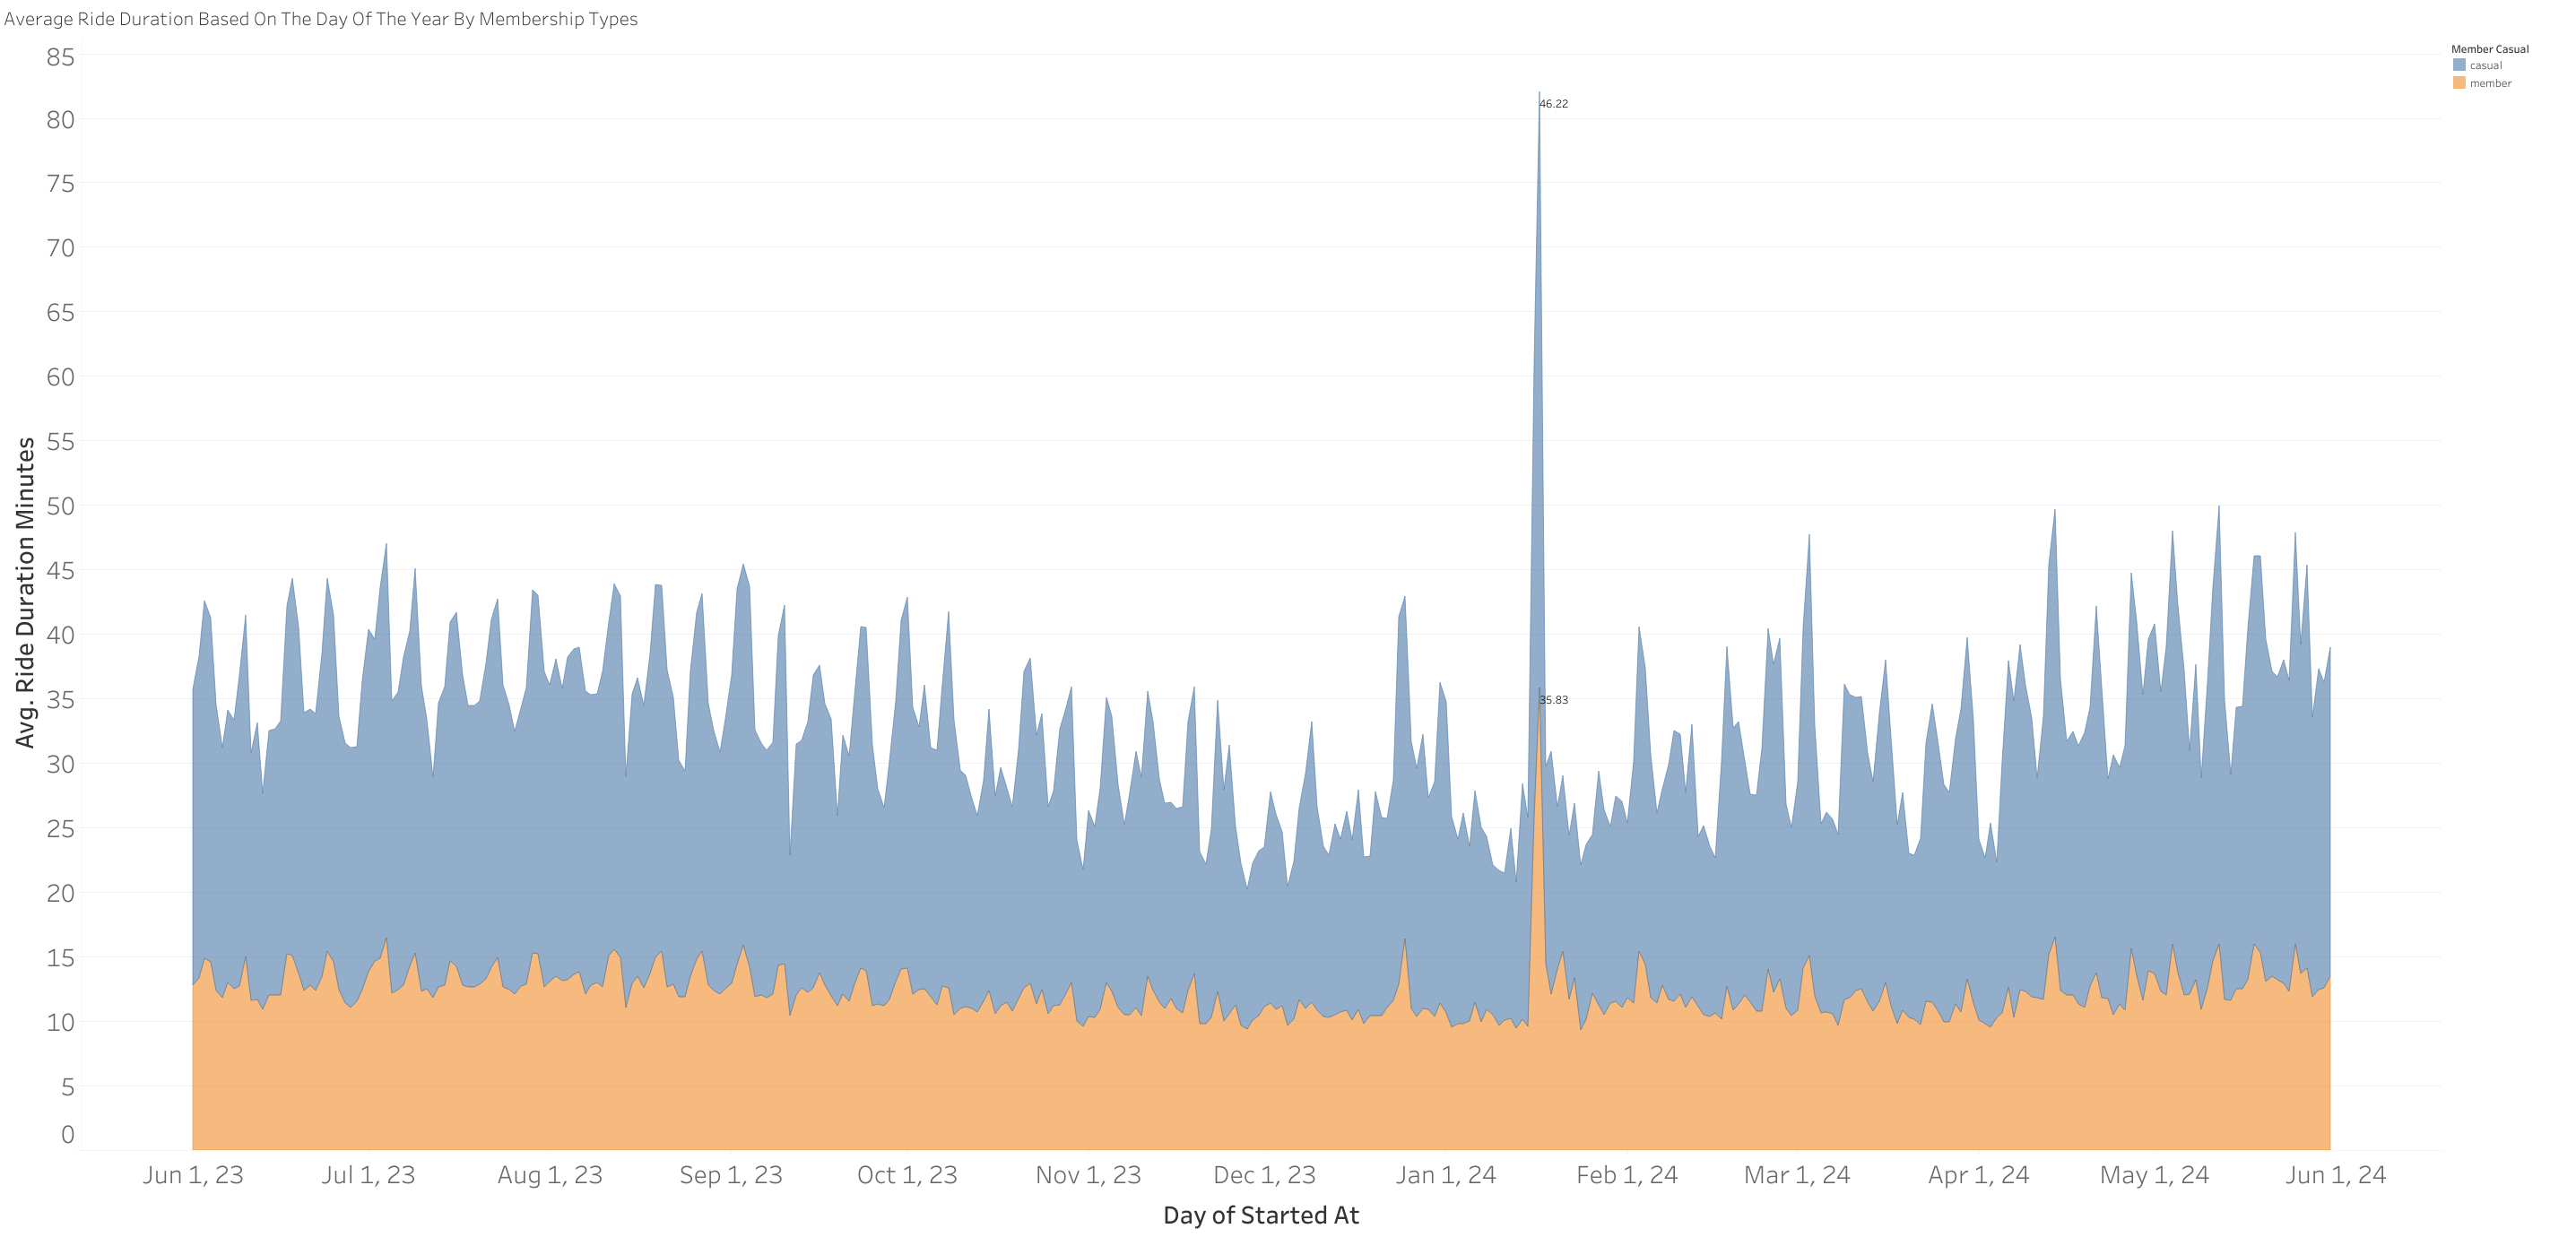 Average Ride Duration Based On The Day Of The Year By Membership Types
Member Casual
casual
member
85
80
75
70
65
60
55
50
45
40
35
30
25
20
15
10
5
0
Avg. Ride Duration Minutes
46.22
35.83
Jun 1, 23
Jul 1, 23
Aug 1, 23
Sep 1, 23
Oct 1, 23
Nov 1, 23
Dec 1, 23
Jan 1, 24
Feb 1, 24
Mar 1, 24
Apr 1, 24
May 1, 24
Jun 1, 24
Day of Started At